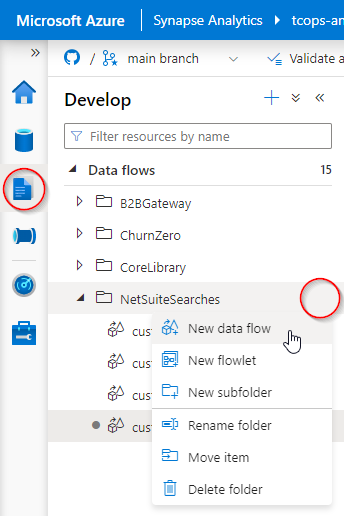 Microsoft Azure Synapse Analytics tcops-an
main branch Validate a
Develop
Filter resources by name
Data flows 15
B2BGateway
ChurnZero
CoreLibrary
NetSuiteSearches
New data flow
cus
New flowlet
cus
New subfolder
cus
Rename folder
cus
Move item
Delete folder